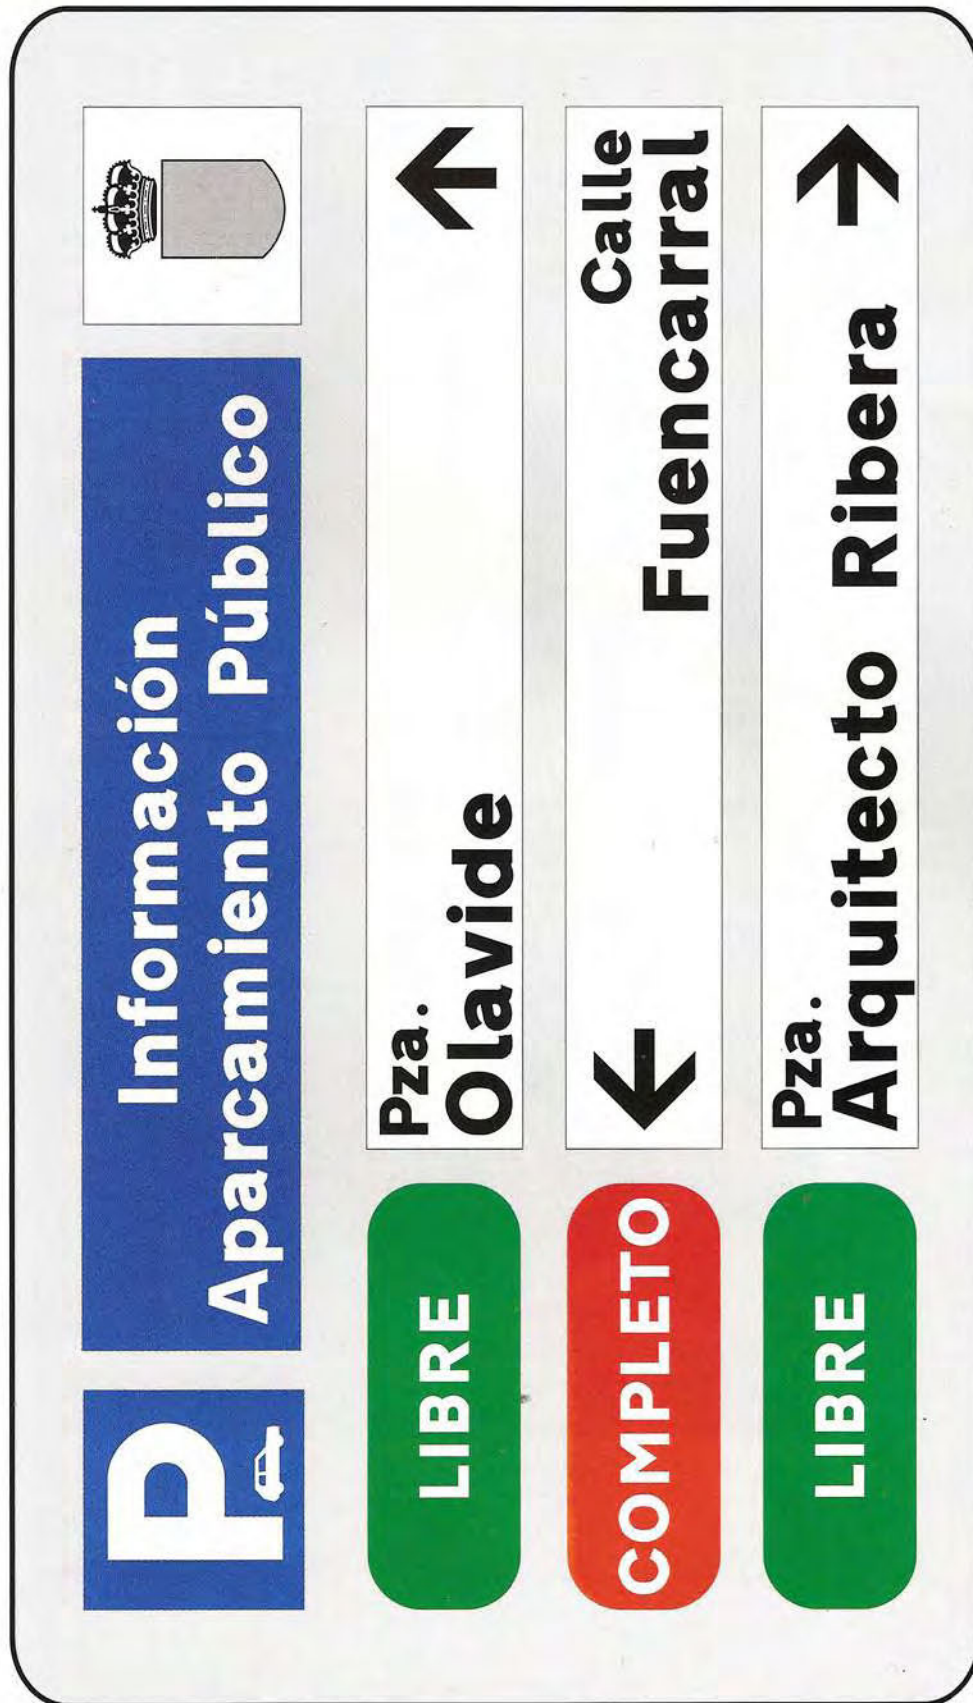 P
Información
Aparcamiento Público
LIBRE
Pza.
Olavide
COMPLETO
Calle
Fuencarral
LIBRE
Pza.
Arquitecto Ribera